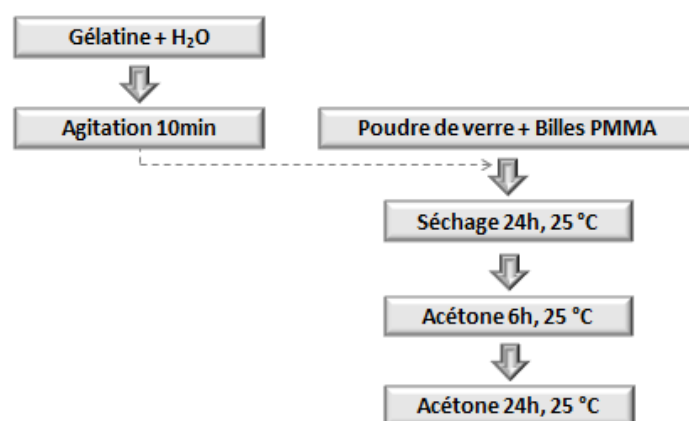 Gélatine + H₂O
Agitation 10min
Poudre de verre + Billes PMMA
Séchage 24h, 25 °C
Acétone 6h, 25 °C
Acétone 24h, 25 °C